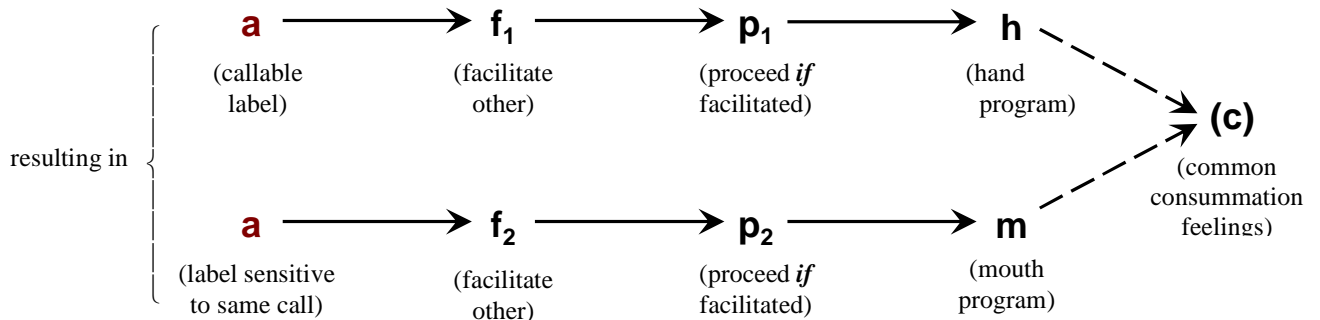 a f₁ p₁ h
(callable label) (facilitate other) (proceed if facilitated) (hand program)
(c)
resulting in
(common consummation feelings)
a f₂ p₂ m
(label sensitive to same call) (facilitate other) (proceed if facilitated) (mouth program)